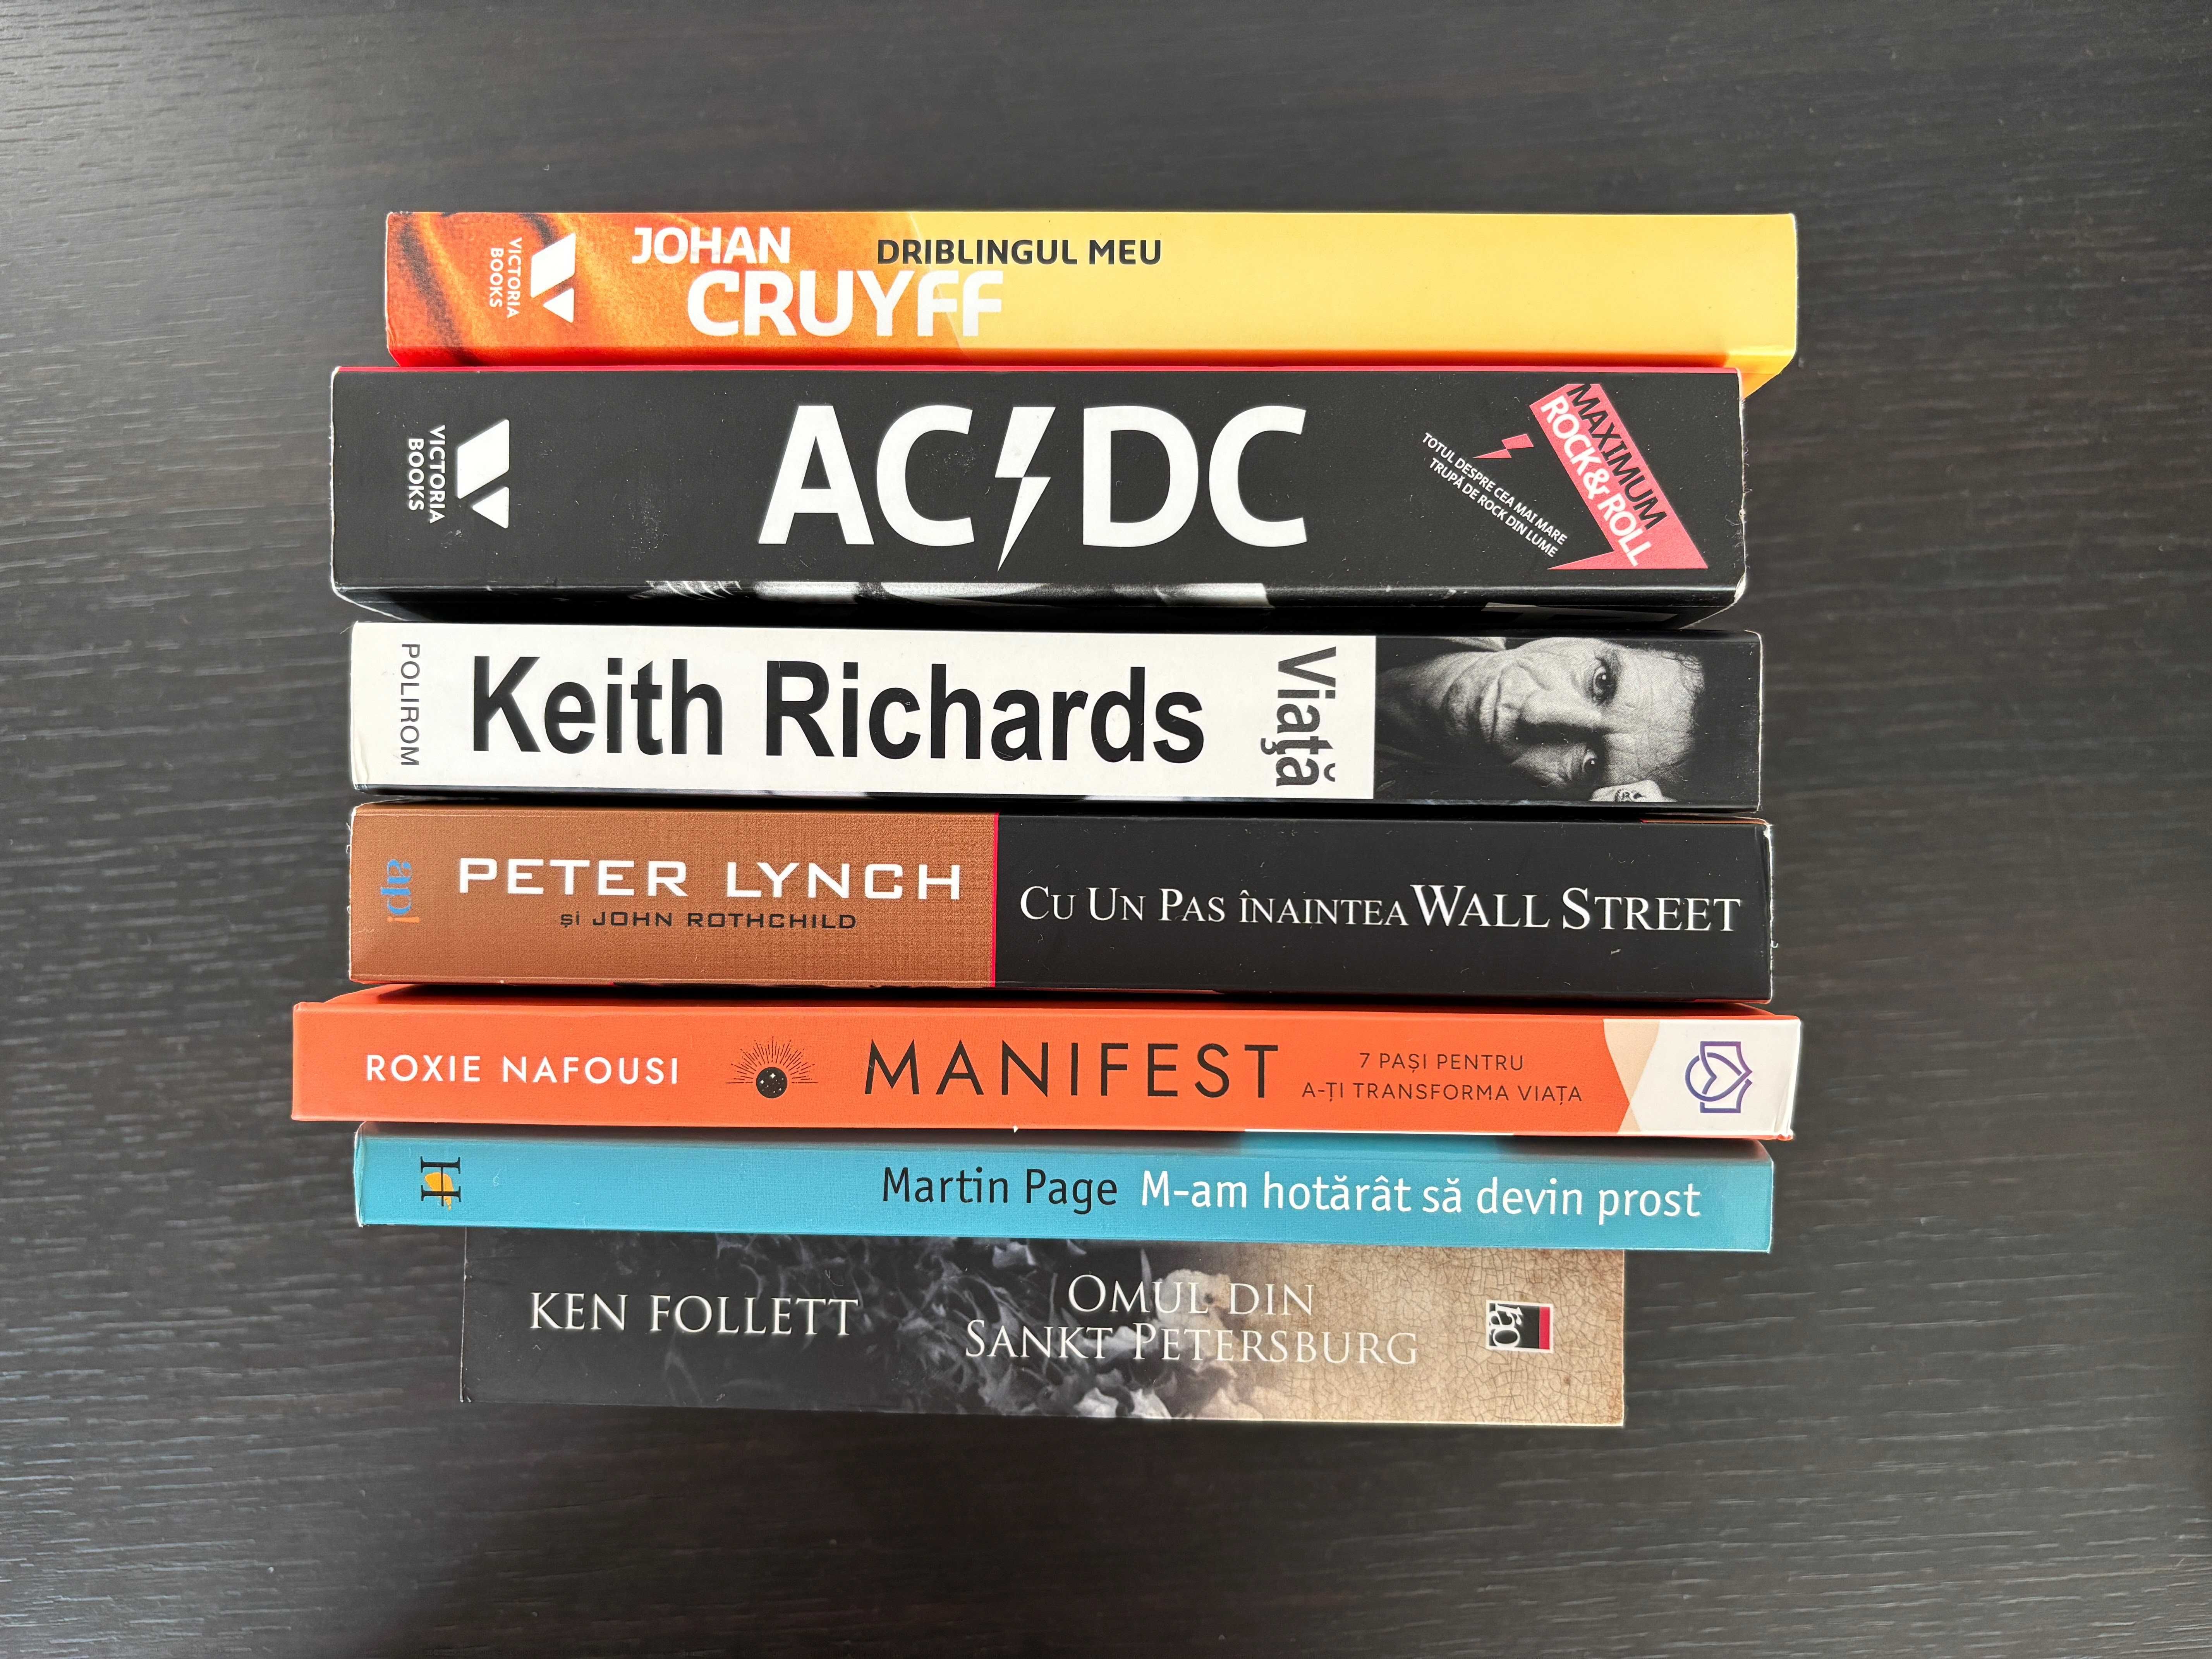 VICTORIA
BOOKS
JOHAN
CRUYFF
DRIBLINGUL MEU
VICTORIA
BOOKS
AC DC
TOTUL DESPRE CEA MAI MARE
TRUPĂ DE ROCK DIN LUME
MAXIMUM
ROCK & ROLL
POLIROM
Keith Richards
Viaţă
ap!
PETER LYNCH
și JOHN ROTHCHILD
CU UN PAS ÎNAINTEA WALL STREET
ROXIE NAFOUSI
MANIFEST
7 PAȘI PENTRU
A-ȚI TRANSFORMA VIAȚA
H
Martin Page M-am hotărât să devin prost
KEN FOLLETT
OMUL DIN
SANKT PETERSBURG
rao